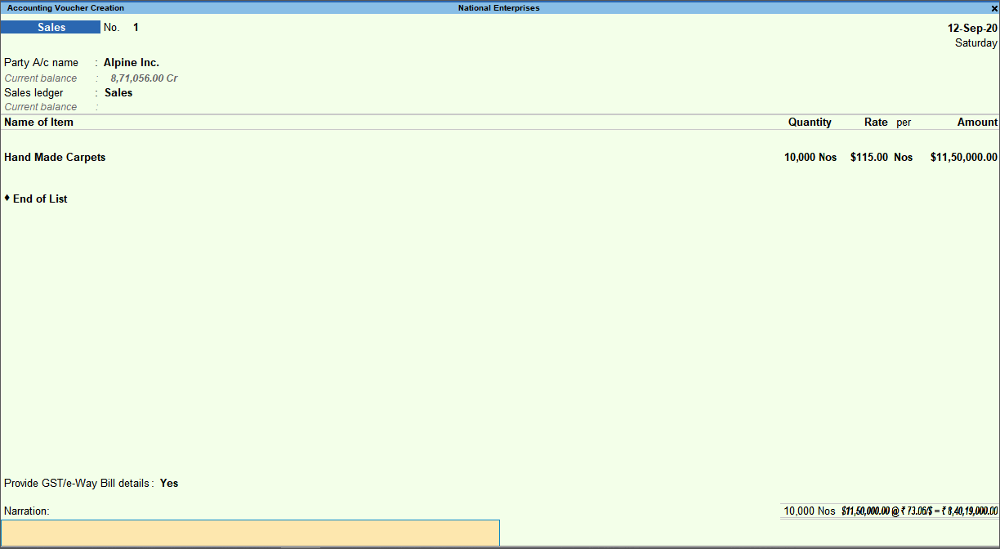 Accounting Voucher Creation National Enterprises
Sales No. 1 12-Sep-20
Saturday
Party A/c name : Alpine Inc.
Current balance : 8,71,056.00 Cr
Sales ledger : Sales
Current balance :
Name of Item Quantity Rate per Amount
Hand Made Carpets 10,000 Nos $115.00 Nos $11,50,000.00
♦ End of List
Provide GST/e-Way Bill details : Yes
Narration: 10,000 Nos $11,50,000.00 @ ₹ 73.06/$ = ₹ 8,40,19,000.00